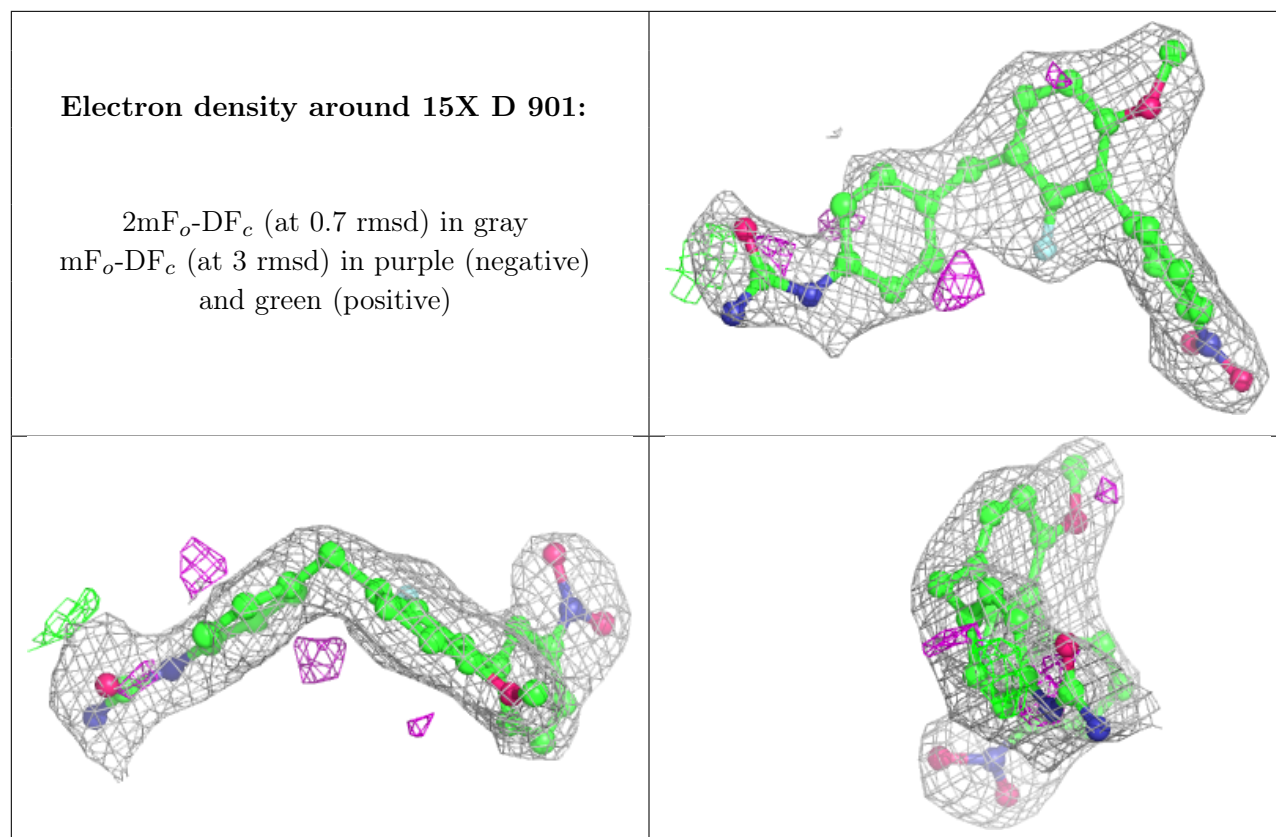 Electron density around 15X D 901:
2mFo-DFc (at 0.7 rmsd) in gray
mFo-DFc (at 3 rmsd) in purple (negative)
and green (positive)